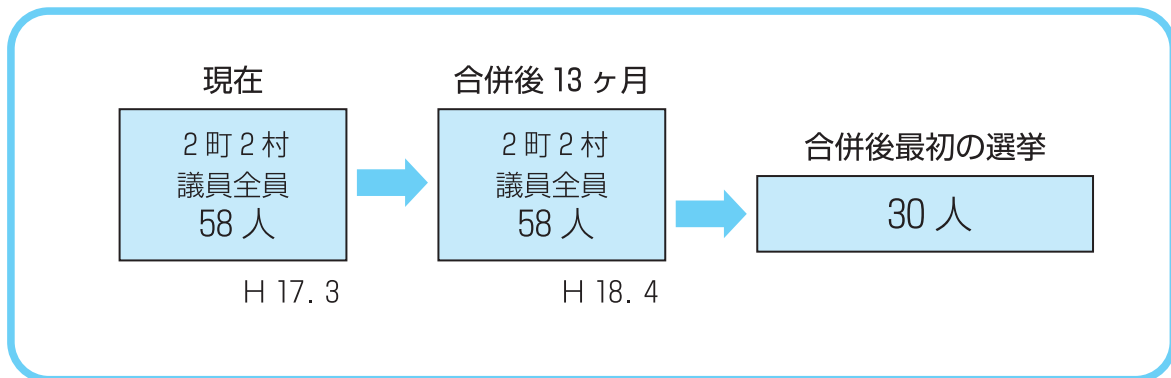 現在
2町2村
議員全員
58人
H 17. 3
合併後 13 ヶ月
2町2村
議員全員
58人
H 18. 4
合併後最初の選挙
30人